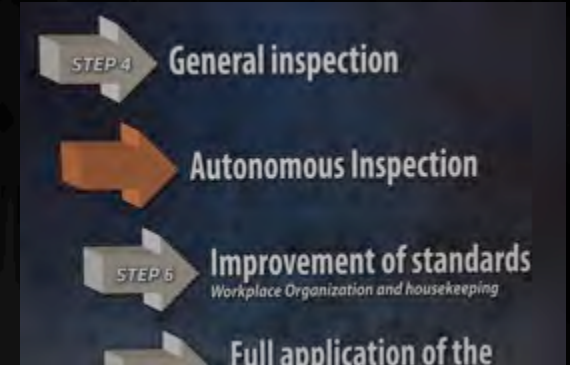 STEP 4
General inspection
Autonomous Inspection
STEP 6
Improvement of standards
Workplace Organization and housekeeping
Full application of the